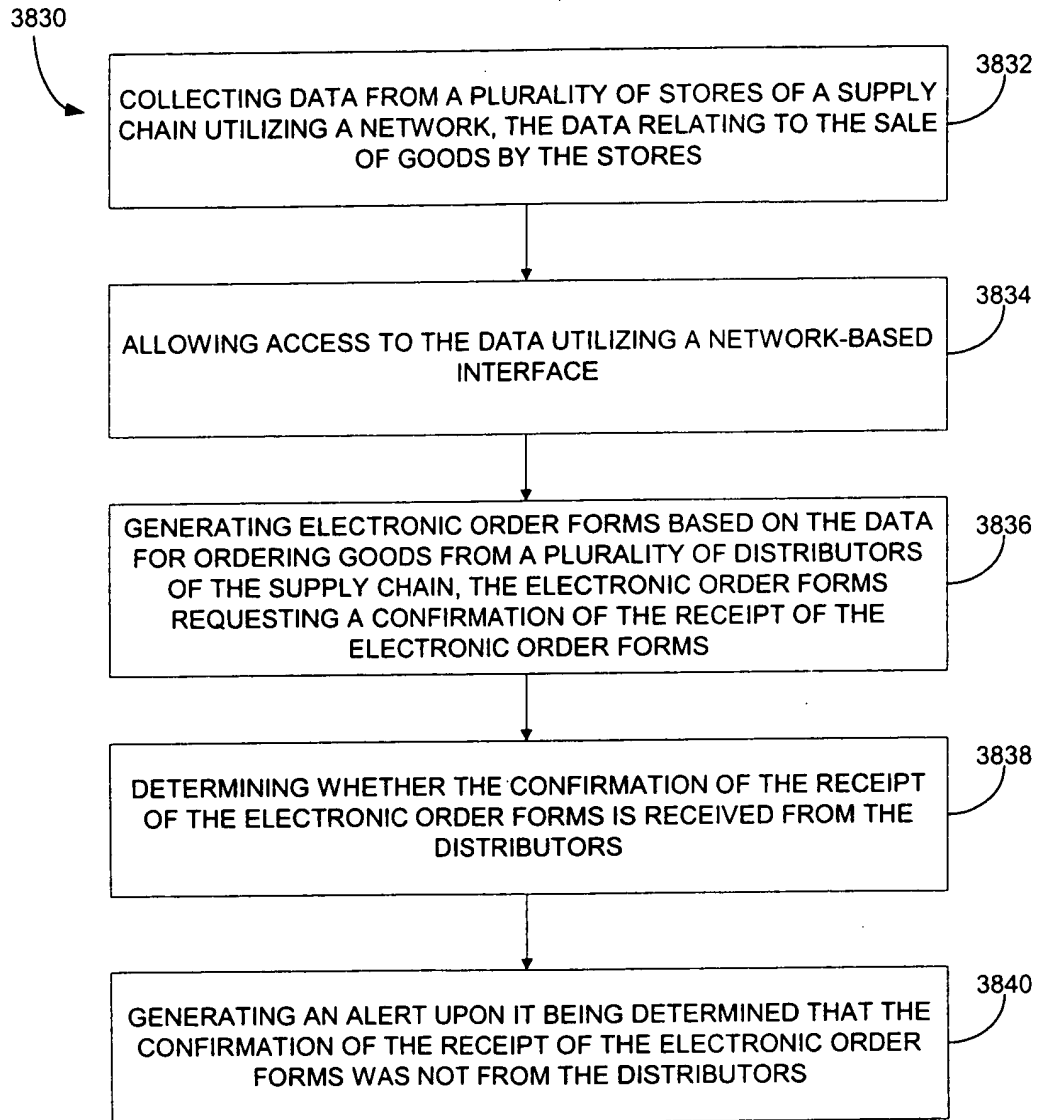 3830
3832
COLLECTING DATA FROM A PLURALITY OF STORES OF A SUPPLY
CHAIN UTILIZING A NETWORK, THE DATA RELATING TO THE SALE
OF GOODS BY THE STORES
3834
ALLOWING ACCESS TO THE DATA UTILIZING A NETWORK-BASED
INTERFACE
3836
GENERATING ELECTRONIC ORDER FORMS BASED ON THE DATA
FOR ORDERING GOODS FROM A PLURALITY OF DISTRIBUTORS
OF THE SUPPLY CHAIN, THE ELECTRONIC ORDER FORMS
REQUESTING A CONFIRMATION OF THE RECEIPT OF THE
ELECTRONIC ORDER FORMS
3838
DETERMINING WHETHER THE CONFIRMATION OF THE RECEIPT
OF THE ELECTRONIC ORDER FORMS IS RECEIVED FROM THE
DISTRIBUTORS
3840
GENERATING AN ALERT UPON IT BEING DETERMINED THAT THE
CONFIRMATION OF THE RECEIPT OF THE ELECTRONIC ORDER
FORMS WAS NOT FROM THE DISTRIBUTORS